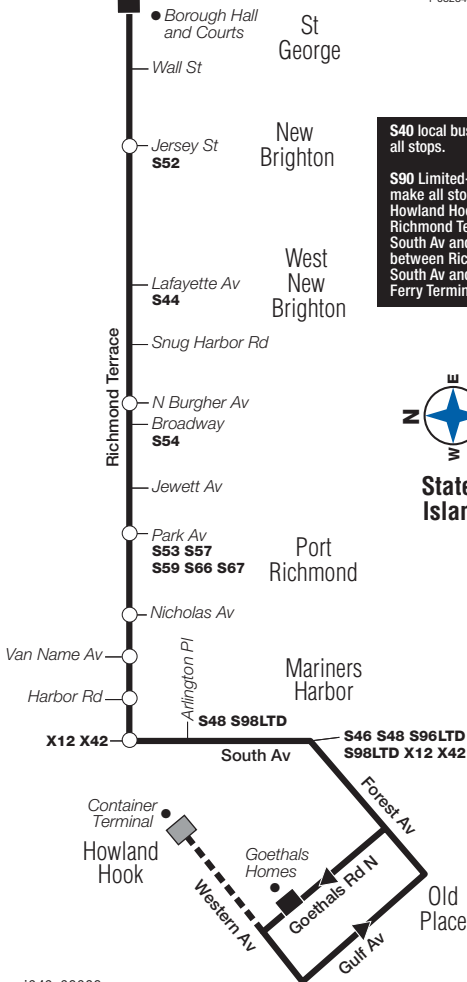 Borough Hall
and Courts
St
George
Wall St
New
Brighton
Jersey St
S52
S40 local bus
all stops.
S90 Limited-
make all sto
Howland Hoo
Richmond Te
South Av and
between Ric
South Av and
Ferry Termin
West
New
Brighton
Lafayette Av
S44
Snug Harbor Rd
Richmond Terrace
N Burgher Av
Broadway
S54
N
E
W
State
Islan
Jewett Av
Park Av
S53 S57
S59 S66 S67
Port
Richmond
Nicholas Av
Van Name Av
Arlington Pl
Mariners
Harbor
Harbor Rd
S48 S98LTD
X12 X42
South Av
S46 S48 S96LTD
S98LTD X12 X42
Forest Av
Container
Terminal
Howland
Hook
Goethals
Homes
Western Av
Goethals Rd N
Old
Place
Gulf Av